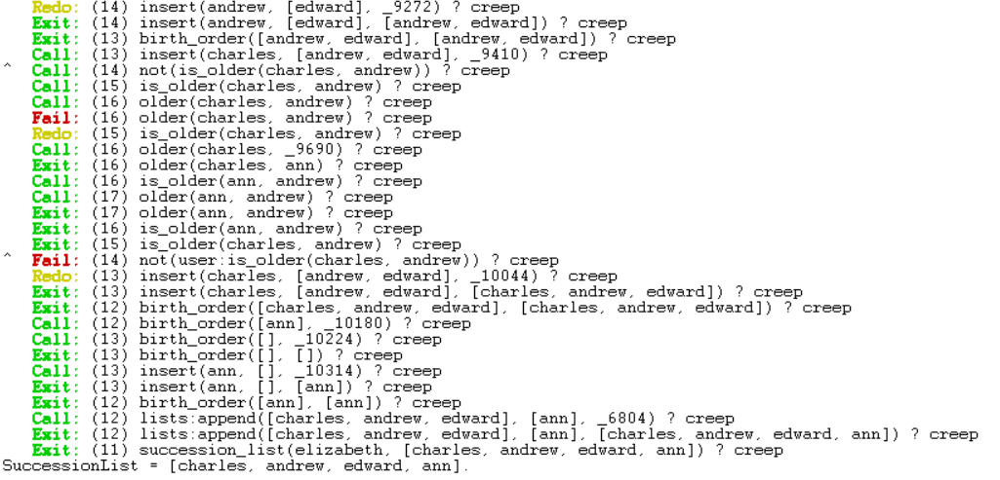 Redo: (14) insert(andrew, [edward], _9272) ? creep
Exit: (14) insert(andrew, [edward], [andrew, edward]) ? creep
Exit: (13) birth_order([andrew, edward], [andrew, edward]) ? creep
Call: (13) insert(charles, [andrew, edward], _9410) ? creep
^ Call: (14) not(is_older(charles, andrew)) ? creep
Call: (15) is_older(charles, andrew) ? creep
Call: (16) older(charles, andrew) ? creep
Fail: (16) older(charles, andrew) ? creep
Redo: (15) is_older(charles, andrew) ? creep
Call: (16) older(charles, _9690) ? creep
Exit: (16) older(charles, ann) ? creep
Call: (16) is_older(ann, andrew) ? creep
Call: (17) older(ann, andrew) ? creep
Exit: (17) older(ann, andrew) ? creep
Exit: (16) is_older(ann, andrew) ? creep
Exit: (15) is_older(charles, andrew) ? creep
^ Fail: (14) not(user:is_older(charles, andrew)) ? creep
Redo: (13) insert(charles, [andrew, edward], _10044) ? creep
Exit: (13) insert(charles, [andrew, edward], [charles, andrew, edward]) ? creep
Exit: (12) birth_order([charles, andrew, edward], [charles, andrew, edward]) ? creep
Call: (12) birth_order([ann], _10180) ? creep
Call: (13) birth_order([], _10224) ? creep
Exit: (13) birth_order([], []) ? creep
Call: (13) insert(ann, [], _10314) ? creep
Exit: (13) insert(ann, [], [ann]) ? creep
Exit: (12) birth_order([ann], [ann]) ? creep
Call: (12) lists:append([charles, andrew, edward], [ann], _6804) ? creep
Exit: (12) lists:append([charles, andrew, edward], [ann], [charles, andrew, edward, ann]) ? creep
Exit: (11) succession_list(elizabeth, [charles, andrew, edward, ann]) ? creep
SuccessionList = [charles, andrew, edward, ann].